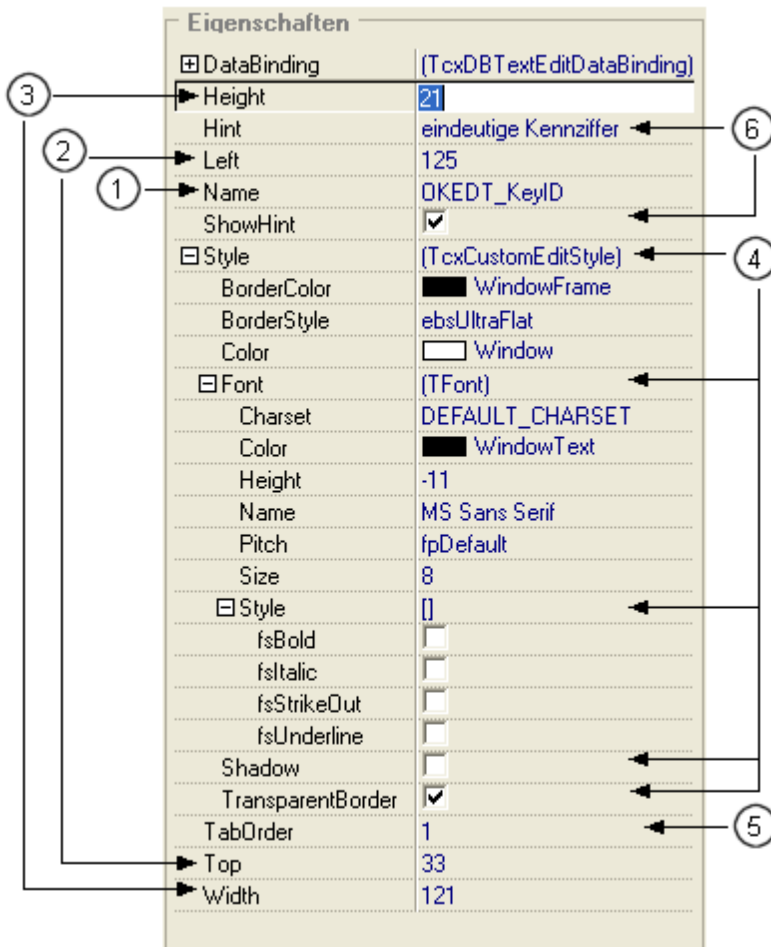 Eigenschaften
DataBinding (TcxDBTextEditDataBinding)
3 Height 21
Hint eindeutige Kennziffer 6
2 Left 125
1 Name OKEDT_KeyID
ShowHint
Style (TcxCustomEditStyle) 4
BorderColor WindowFrame
BorderStyle ebsUltraFlat
Color Window
Font (TFont)
Charset DEFAULT_CHARSET
Color WindowText
Height -11
Name MS Sans Serif
Pitch fpDefault
Size 8
Style []
fsBold
fsItalic
fsStrikeOut
fsUnderline
Shadow
TransparentBorder
TabOrder 1 5
Top 33
Width 121